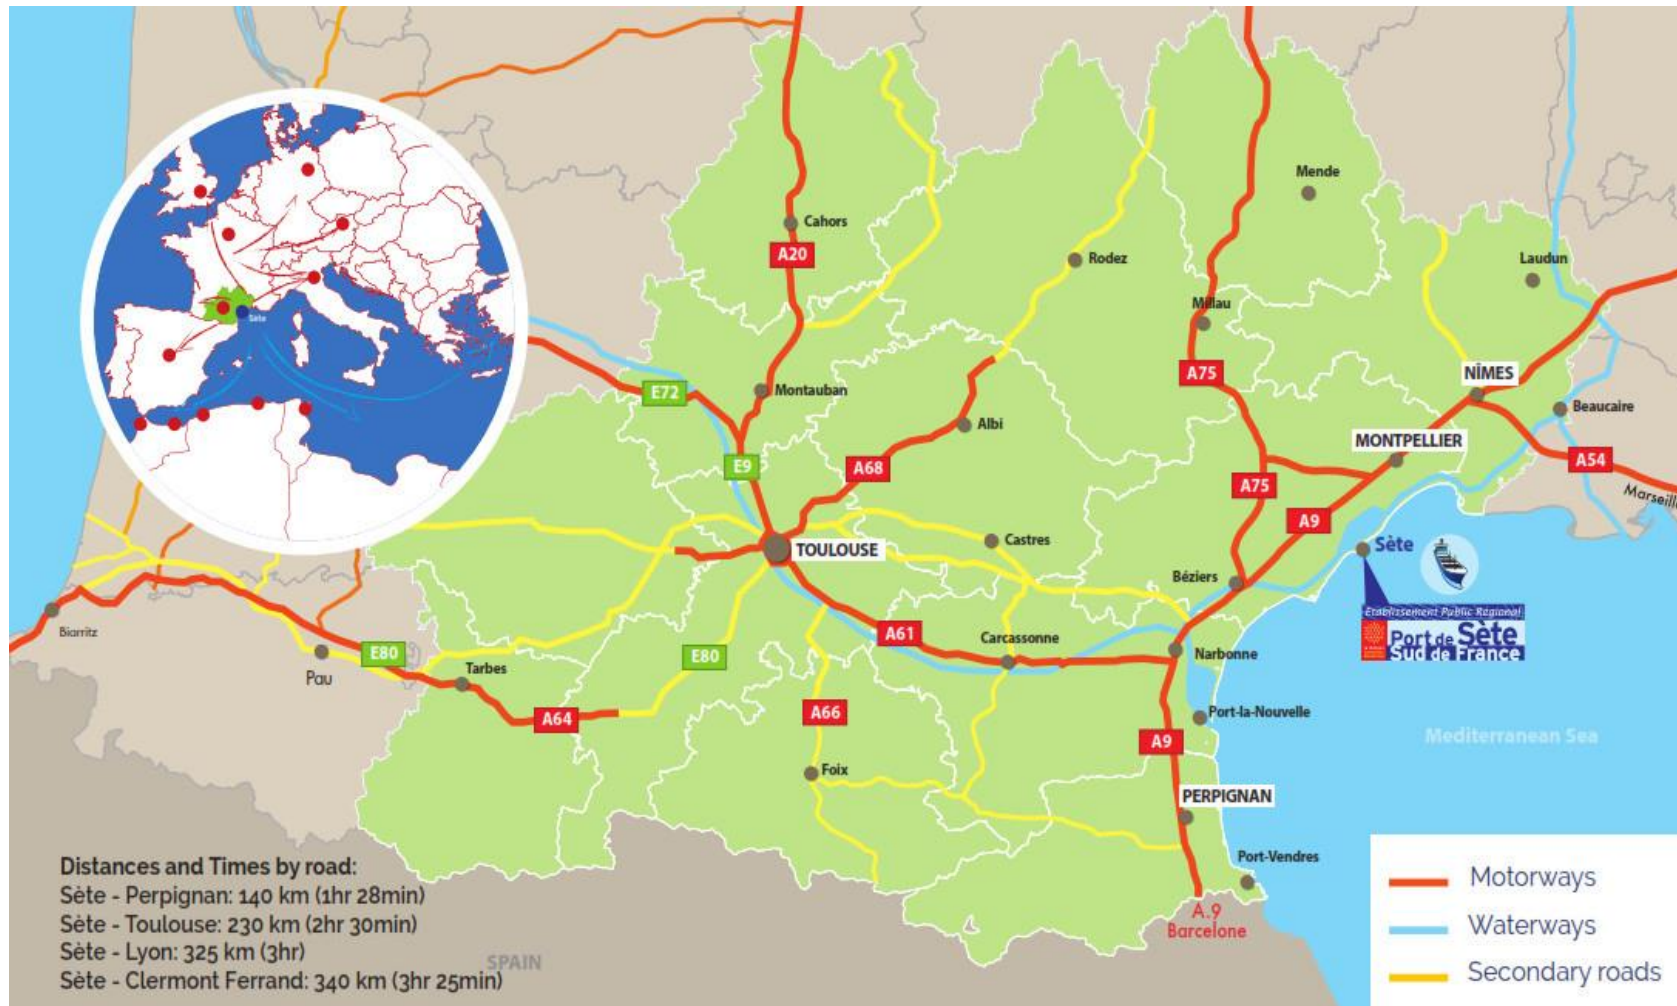 Mende
Cahors
A20
Rodez
Laudun
Millau
Sète
A75
NÎMES
E72
Montauban
Beaucaire
Albi
MONTPELLIER
E9
A68
A54
A75
Marseille
A9
TOULOUSE
Castres
Sète
Béziers
Biarritz
Etablissement Public Régional
Port de Sète
Sud de France
A61
Carcassonne
Narbonne
E80
E80
Tarbes
Pau
A64
A66
Port-la-Nouvelle
A9
Mediterranean Sea
Foix
PERPIGNAN
Port-Vendres
A.9
Barcelone
Distances and Times by road:
Sète - Perpignan: 140 km (1hr 28min)
Sète - Toulouse: 230 km (2hr 30min)
Sète - Lyon: 325 km (3hr)
Sète - Clermont Ferrand: 340 km (3hr 25min)
SPAIN
Motorways
Waterways
Secondary roads